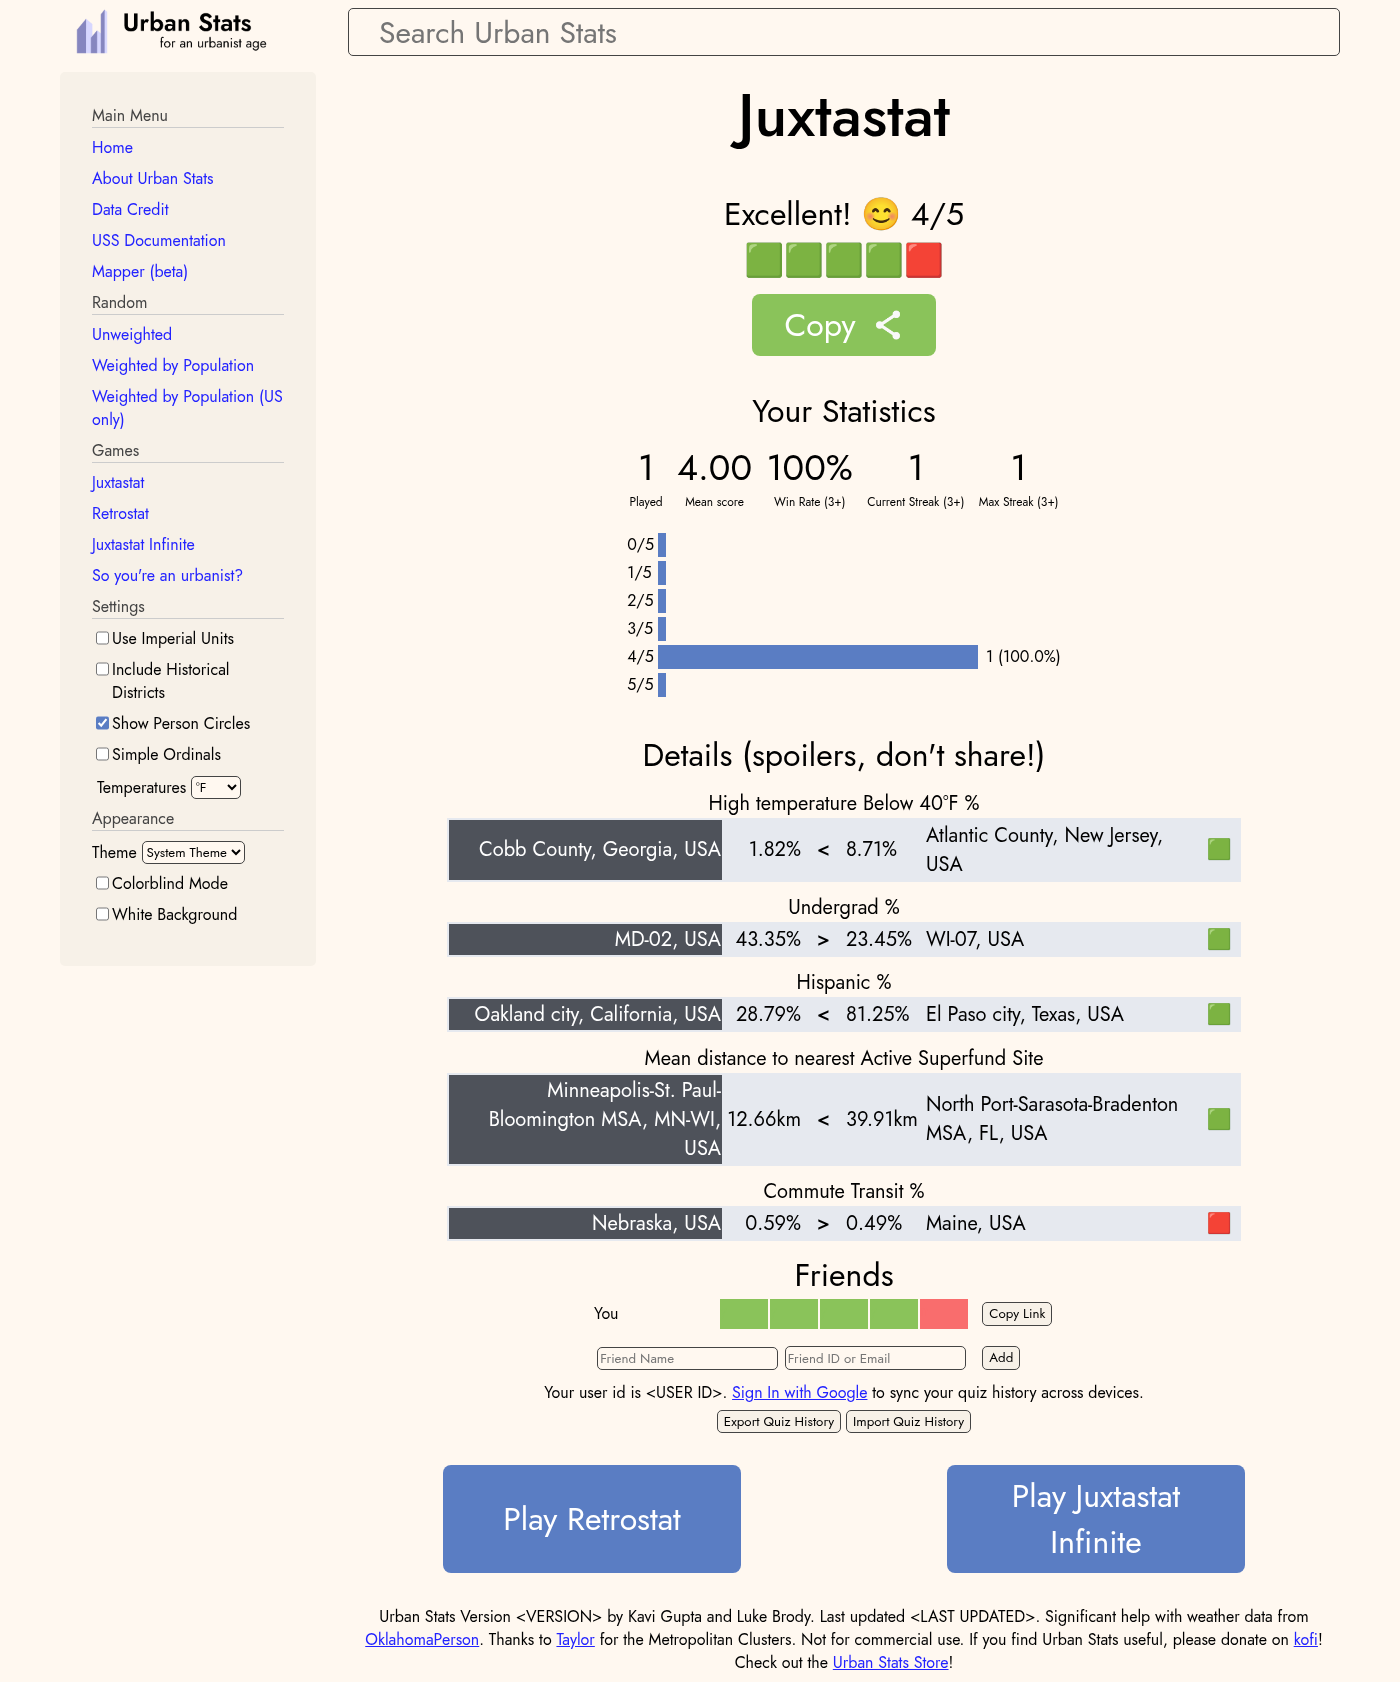 Urban Stats
for an urbanist age
Search Urban Stats
Main Menu
Home
About Urban Stats
Data Credit
USS Documentation
Mapper (beta)
Random
Unweighted
Weighted by Population
Weighted by Population (US
only)
Games
Juxtastat
Retrostat
Juxtastat Infinite
So you're an urbanist?
Settings
Use Imperial Units
Include Historical
Districts
Show Person Circles
Simple Ordinals
Temperatures °F
Appearance
Theme System Theme
Colorblind Mode
White Background
Juxtastat
Excellent! 😊 4/5
Copy
Your Statistics
1 4.00 100% 1 1
Played Mean score Win Rate (3+) Current Streak (3+) Max Streak (3+)
0/5
1/5
2/5
3/5
4/5 1 (100.0%)
5/5
Details (spoilers, don't share!)
High temperature Below 40°F %
Cobb County, Georgia, USA 1.82% < 8.71% Atlantic County, New Jersey,
USA
Undergrad %
MD-02, USA 43.35% > 23.45% WI-07, USA
Hispanic %
Oakland city, California, USA 28.79% < 81.25% El Paso city, Texas, USA
Mean distance to nearest Active Superfund Site
Minneapolis-St. Paul-
Bloomington MSA, MN-WI,
USA
12.66km < 39.91km
North Port-Sarasota-Bradenton
MSA, FL, USA
Commute Transit %
Nebraska, USA 0.59% > 0.49% Maine, USA
Friends
You Copy Link
Friend Name Friend ID or Email Add
Your user id is <USER ID>. Sign In with Google to sync your quiz history across devices.
Export Quiz History Import Quiz History
Play Retrostat
Play Juxtastat
Infinite
Urban Stats Version <VERSION> by Kavi Gupta and Luke Brody. Last updated <LAST UPDATED>. Significant help with weather data from
OklahomaPerson. Thanks to Taylor for the Metropolitan Clusters. Not for commercial use. If you find Urban Stats useful, please donate on kofi!
Check out the Urban Stats Store!